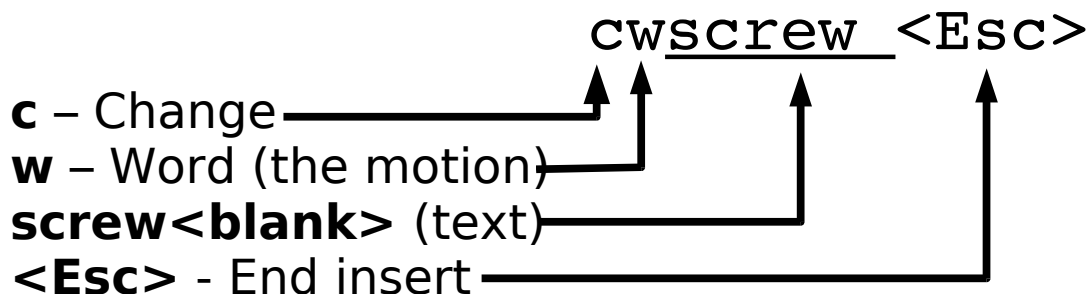 cwscrew <Esc>
c – Change
w – Word (the motion)
screw<blank> (text)
<Esc> - End insert